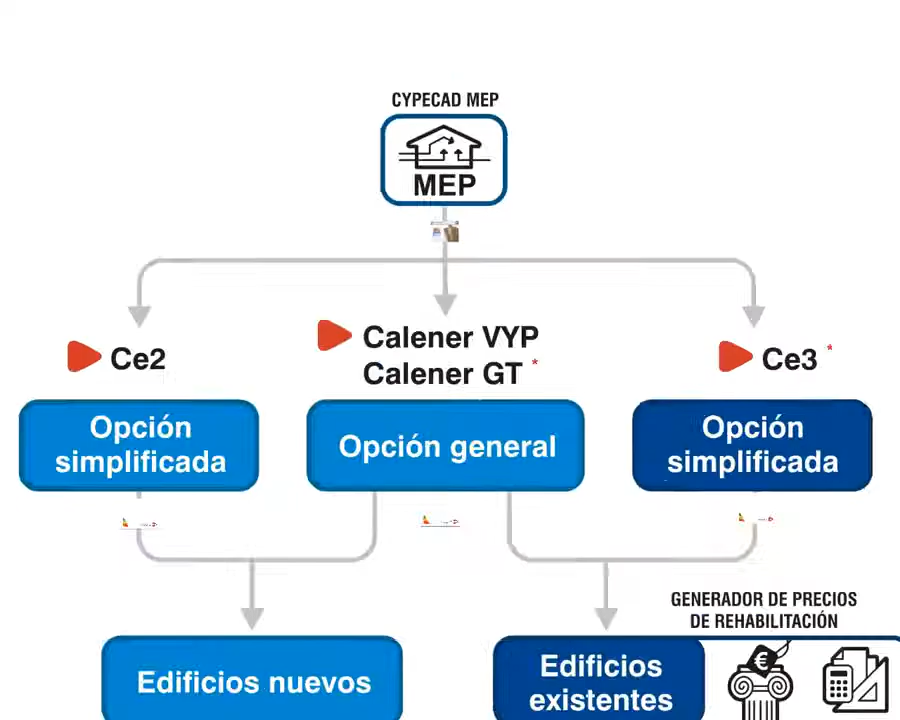 CYPECAD MEP
MEP
Ce2
Calener VYP
Calener GT *
Ce3 *
Opción
simplificada
Opción general
Opción
simplificada
GENERADOR DE PRECIOS
DE REHABILITACIÓN
Edificios nuevos
Edificios
existentes
€